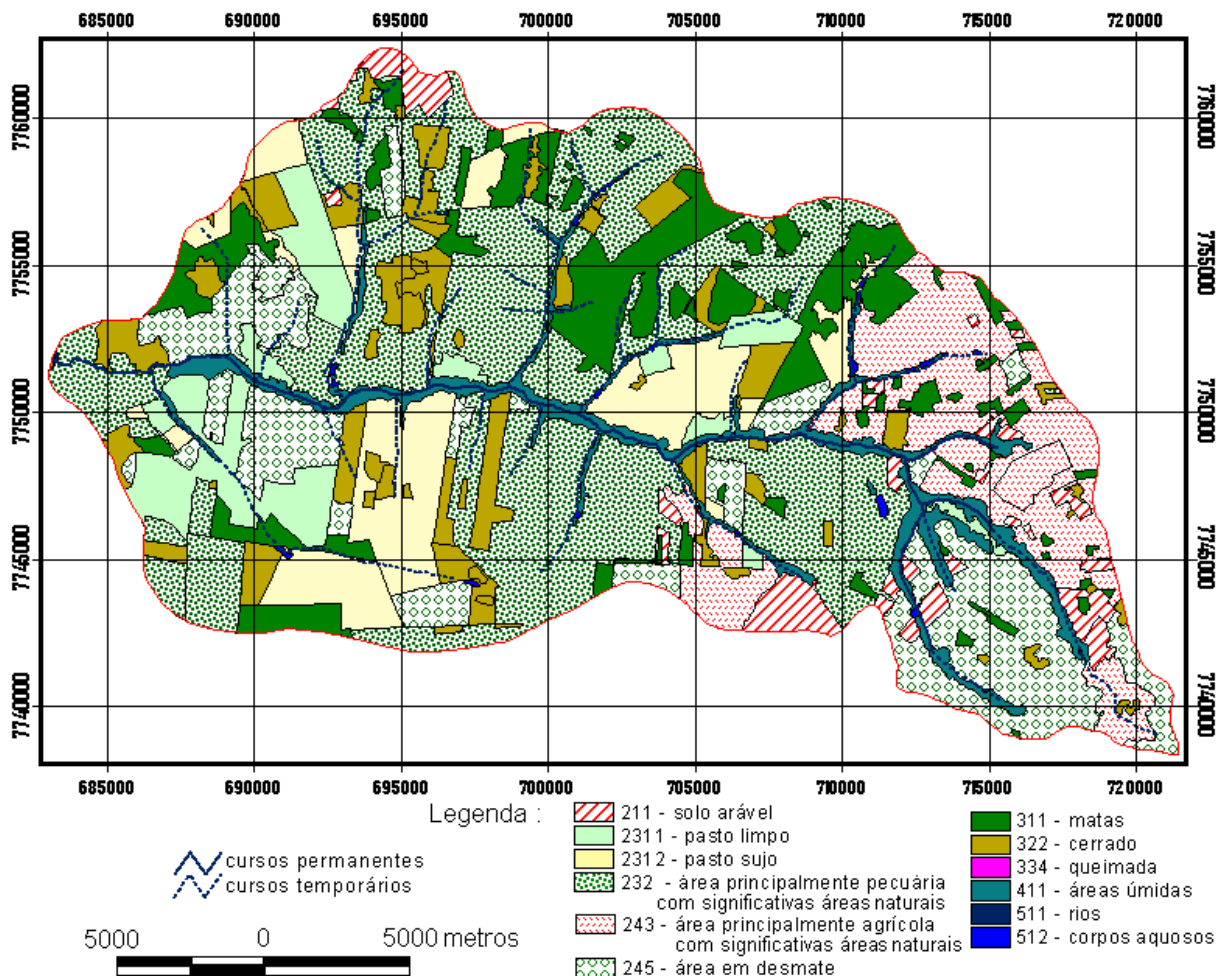 685000 690000 695000 700000 705000 710000 715000 720000
7760000 7760000
7755000 7755000
7750000 7750000
7745000 7745000
7740000 7740000
685000 690000 695000 700000 705000 710000 715000 720000
Legenda :
cursos permanentes
cursos temporários
5000 0 5000 metros
211 - solo arável
2311 - pasto limpo
2312 - pasto sujo
232 - área principalmente pecuária
com significativas áreas naturais
243 - área principalmente agrícola
com significativas áreas naturais
245 - área em desmate
311 - matas
322 - cerrado
334 - queimada
411 - áreas úmidas
511 - rios
512 - corpos aquosos